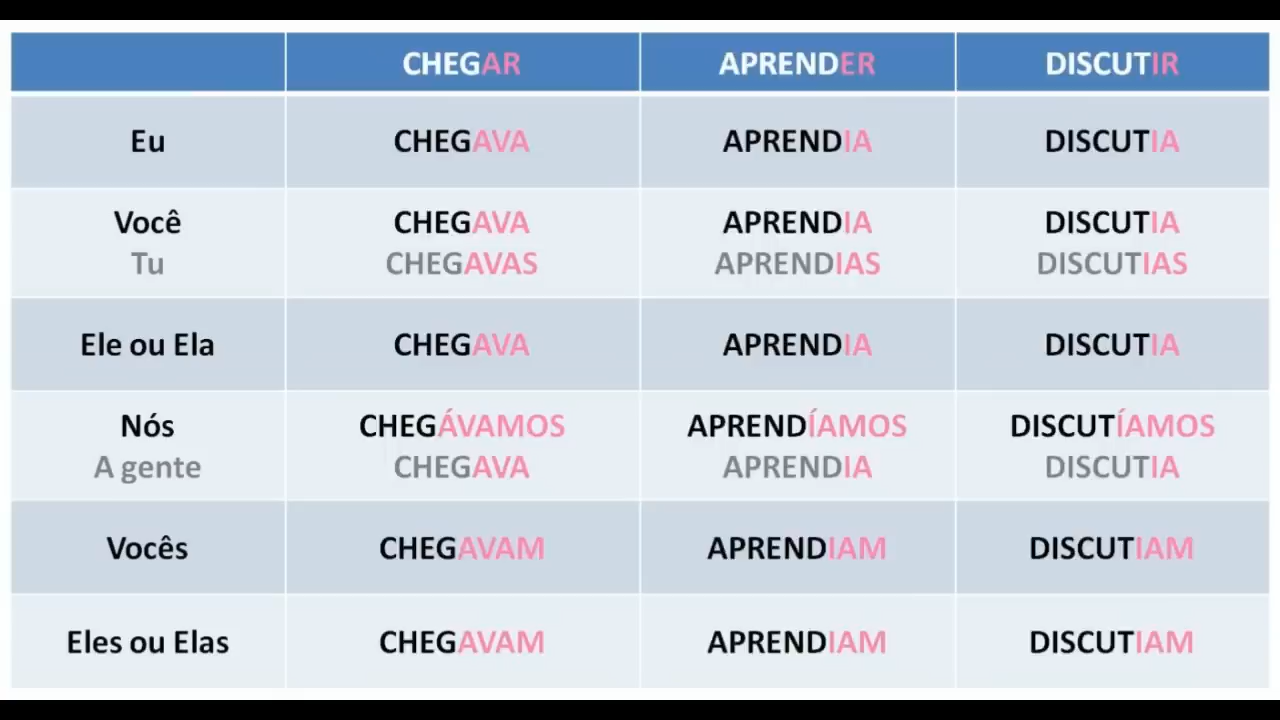 CHEGAR APRENDER DISCUTIR
Eu CHEGAVA APRENDIA DISCUTIA
Você CHEGAVA APRENDIA DISCUTIA
Tu CHEGAVAS APRENDIAS DISCUTIAS
Ele ou Ela CHEGAVA APRENDIA DISCUTIA
Nós CHEGÁVAMOS APRENDÍAMOS DISCUTÍAMOS
A gente CHEGAVA APRENDIA DISCUTIA
Vocês CHEGAVAM APRENDIAM DISCUTIAM
Eles ou Elas CHEGAVAM APRENDIAM DISCUTIAM